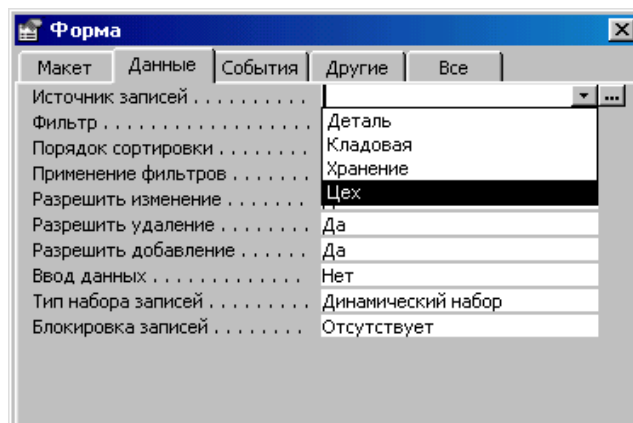 Форма
Макет Данные События Другие Все
Источник записей . . . . . . . . . .
Фильтр . . . . . . . . . . . . . . . . . . Деталь
Порядок сортировки . . . . . . . Кладовая
Применение фильтров . . . . . . . Хранение
Разрешить изменение . . . . . . . Цех
Разрешить удаление . . . . . . . . Да
Разрешить добавление . . . . . . Да
Ввод данных . . . . . . . . . . . . . Нет
Тип набора записей . . . . . . . . . Динамический набор
Блокировка записей . . . . . . . . Отсутствует